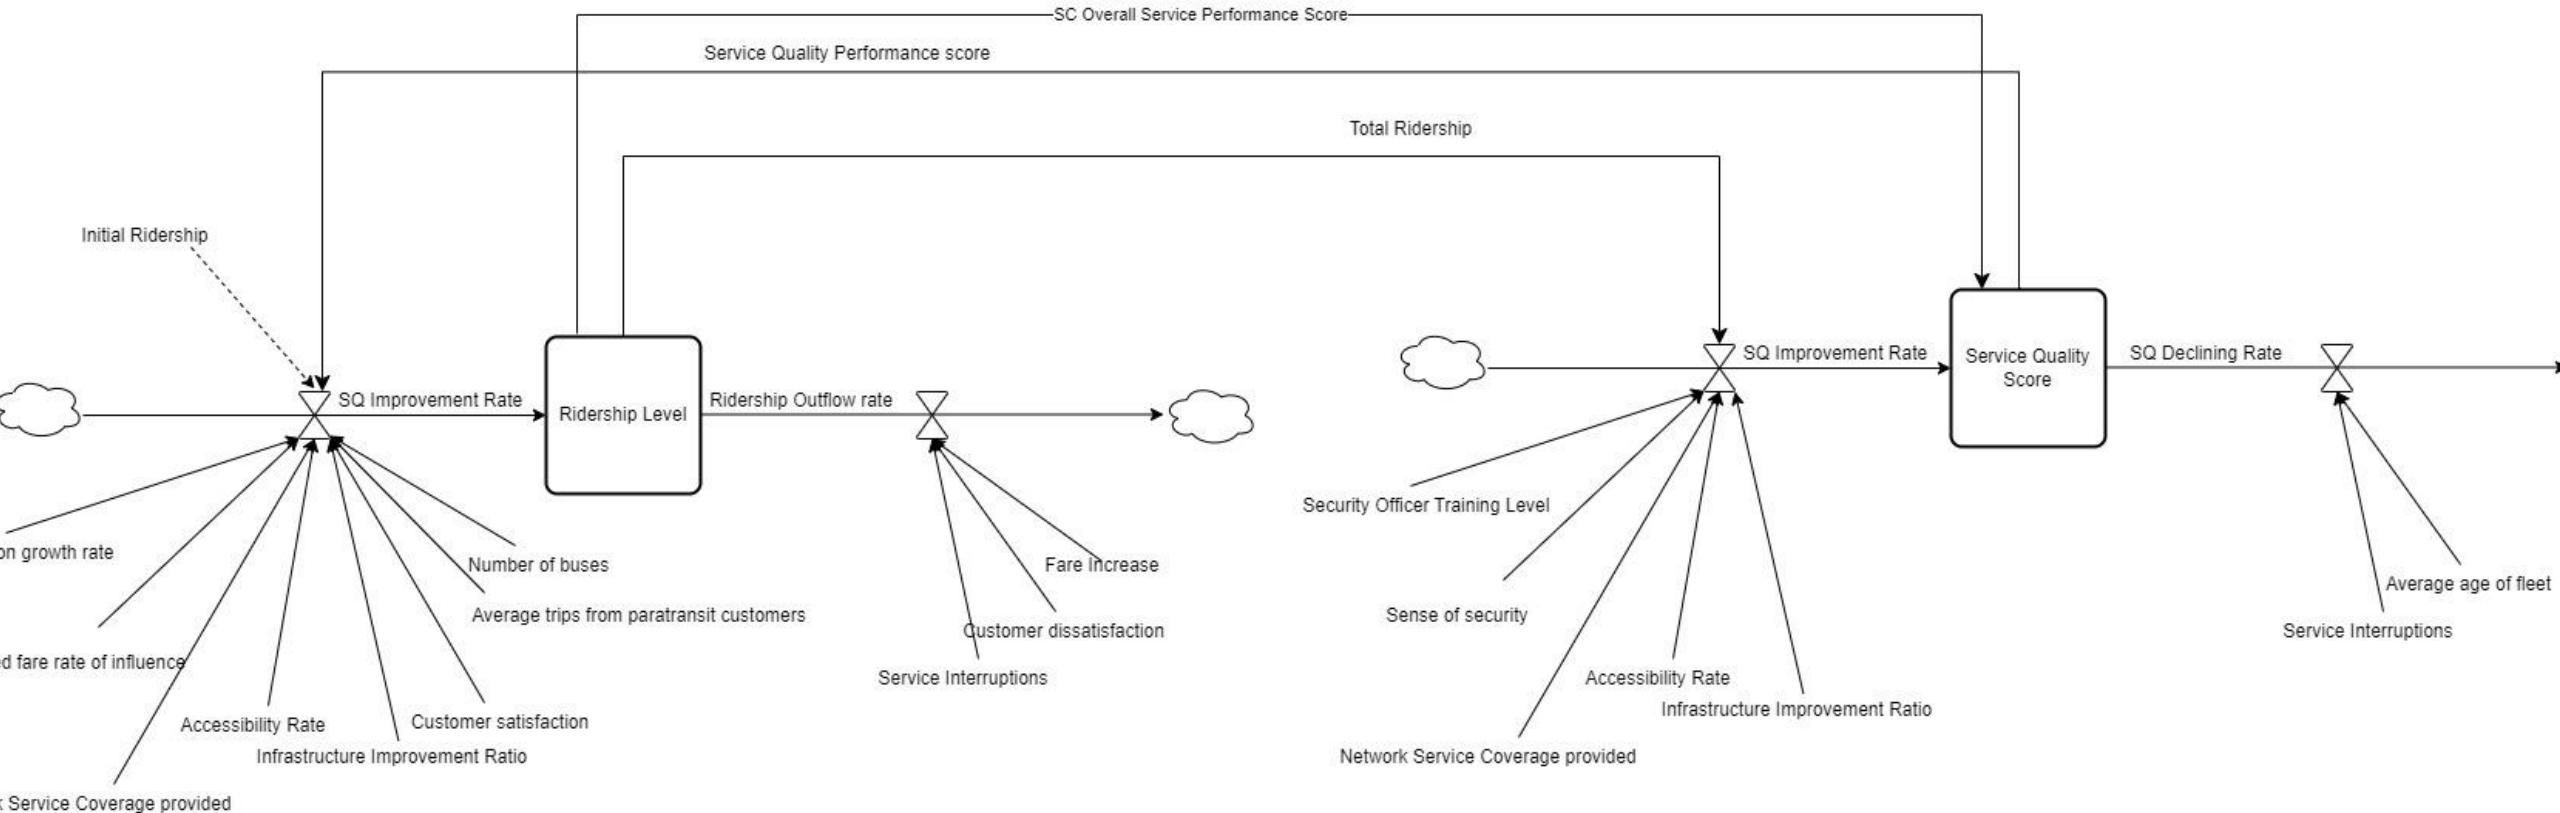 SC Overall Service Performance Score
Service Quality Performance score
Total Ridership
Initial Ridership
SQ Improvement Rate
Ridership Level
Ridership Outflow rate
SQ Improvement Rate
Service Quality
Score
SQ Declining Rate
growth rate
Number of buses
Fare Increase
Security Officer Training Level
Average age of fleet
Average trips from paratransit customers
Customer dissatisfaction
Sense of security
Service Interruptions
fare rate of influence
Service Interruptions
Accessibility Rate
Accessibility Rate
Customer satisfaction
Infrastructure Improvement Ratio
Infrastructure Improvement Ratio
Network Service Coverage provided
Service Coverage provided